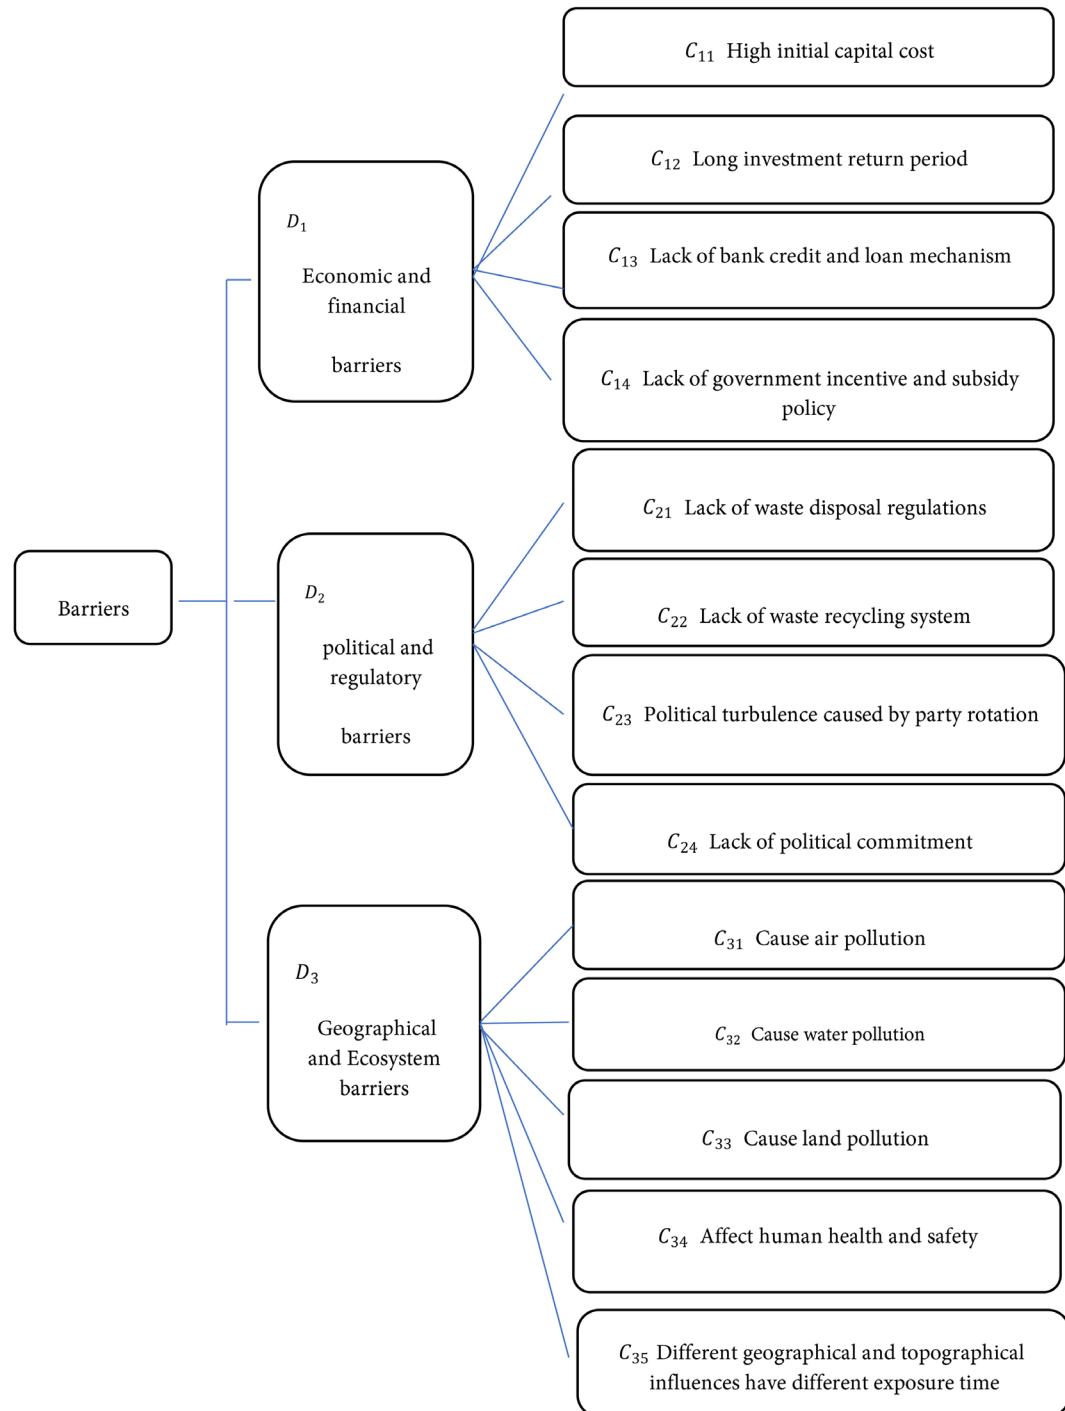 Barriers
D₁
Economic and
financial
barriers
C₁₁ High initial capital cost
C₁₂ Long investment return period
C₁₃ Lack of bank credit and loan mechanism
C₁₄ Lack of government incentive and subsidy
policy
D₂
political and
regulatory
barriers
C₂₁ Lack of waste disposal regulations
C₂₂ Lack of waste recycling system
C₂₃ Political turbulence caused by party rotation
C₂₄ Lack of political commitment
D₃
Geographical
and Ecosystem
barriers
C₃₁ Cause air pollution
C₃₂ Cause water pollution
C₃₃ Cause land pollution
C₃₄ Affect human health and safety
C₃₅ Different geographical and topographical
influences have different exposure time